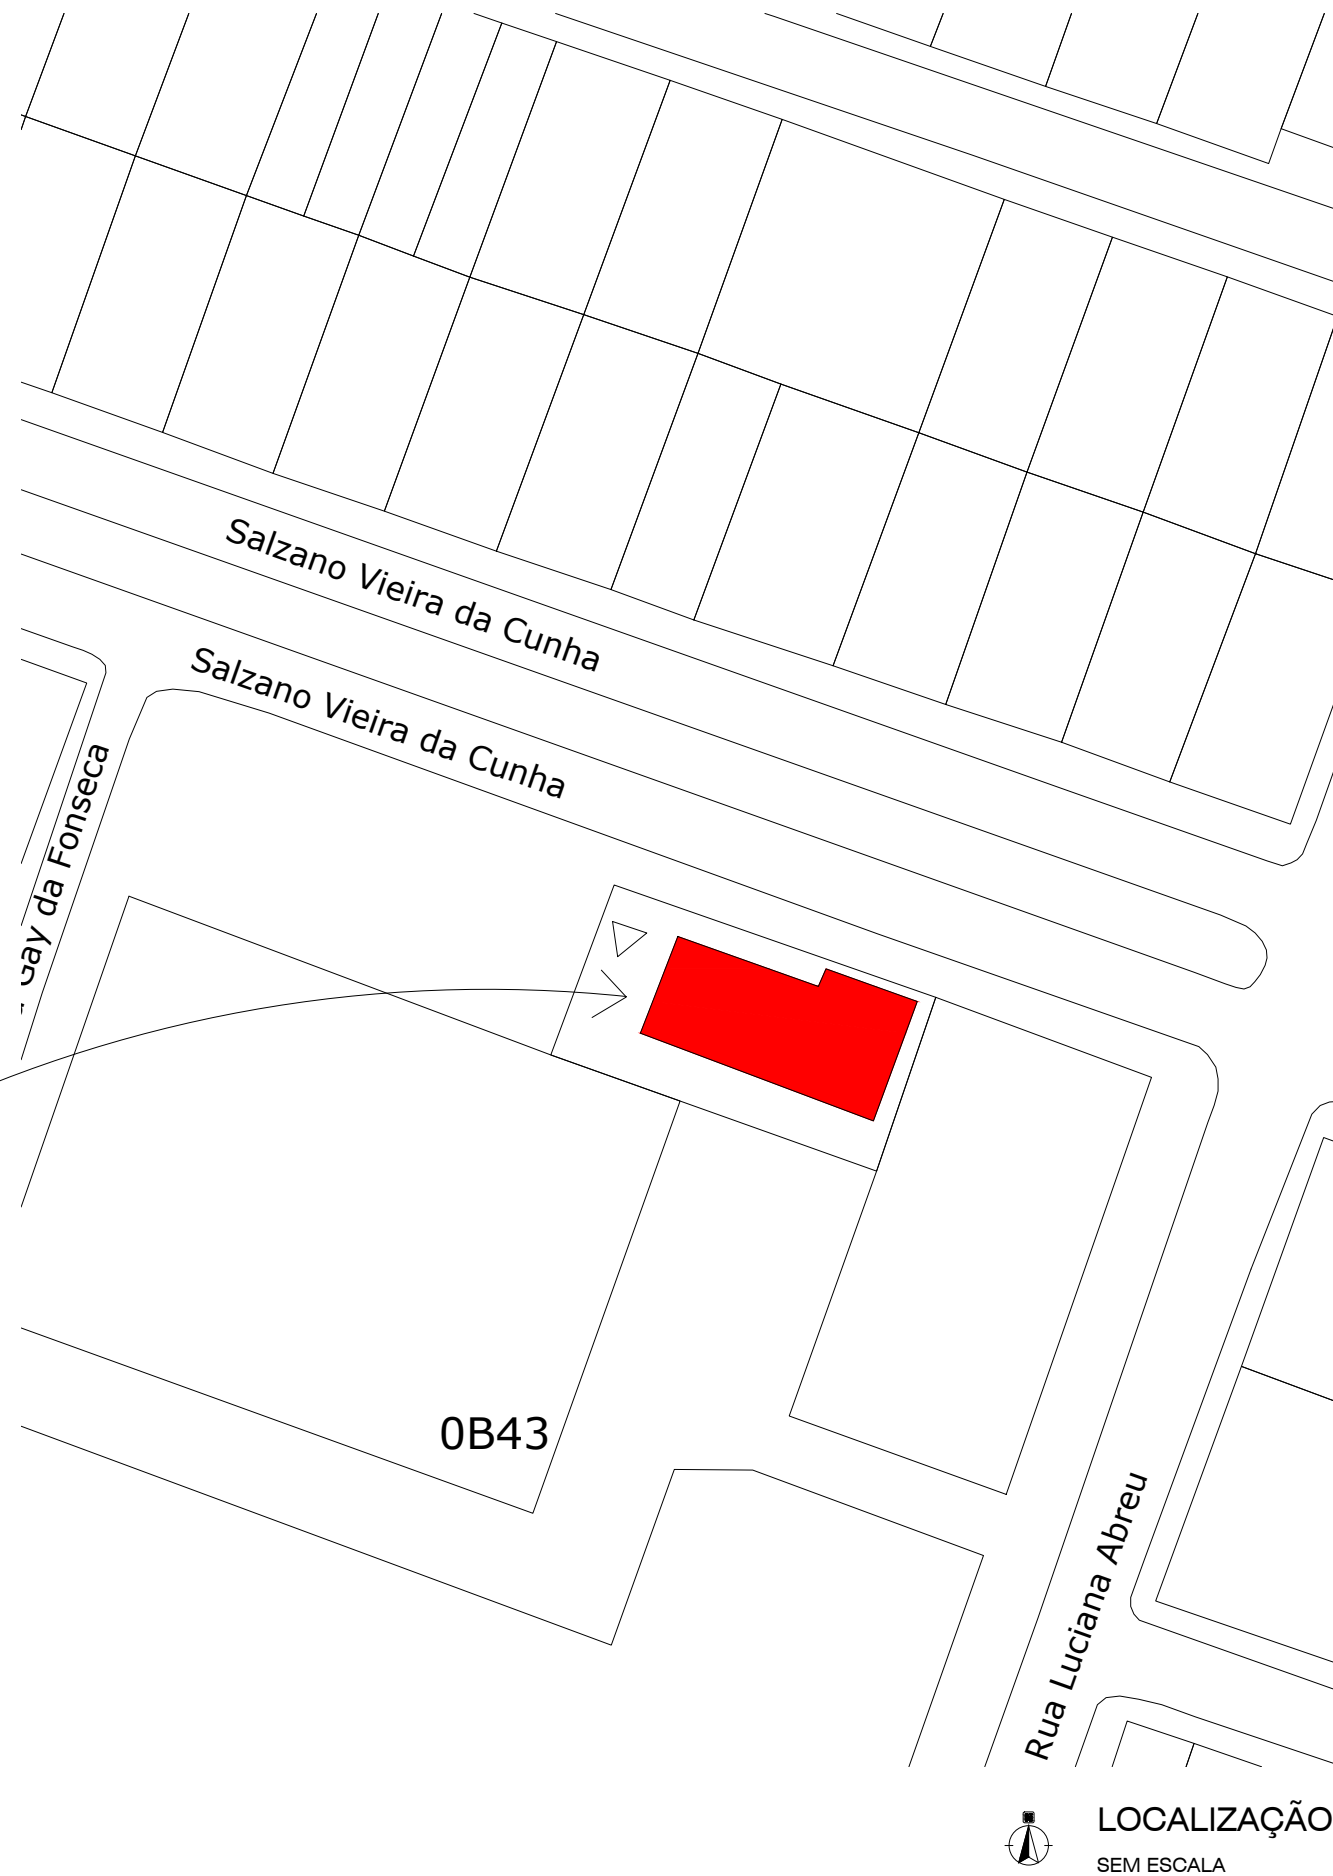 Salzano Vieira da Cunha
Salzano Vieira da Cunha
Gay da Fonseca
0B43
Rua Luciana Abreu
LOCALIZAÇÃO
SEM ESCALA